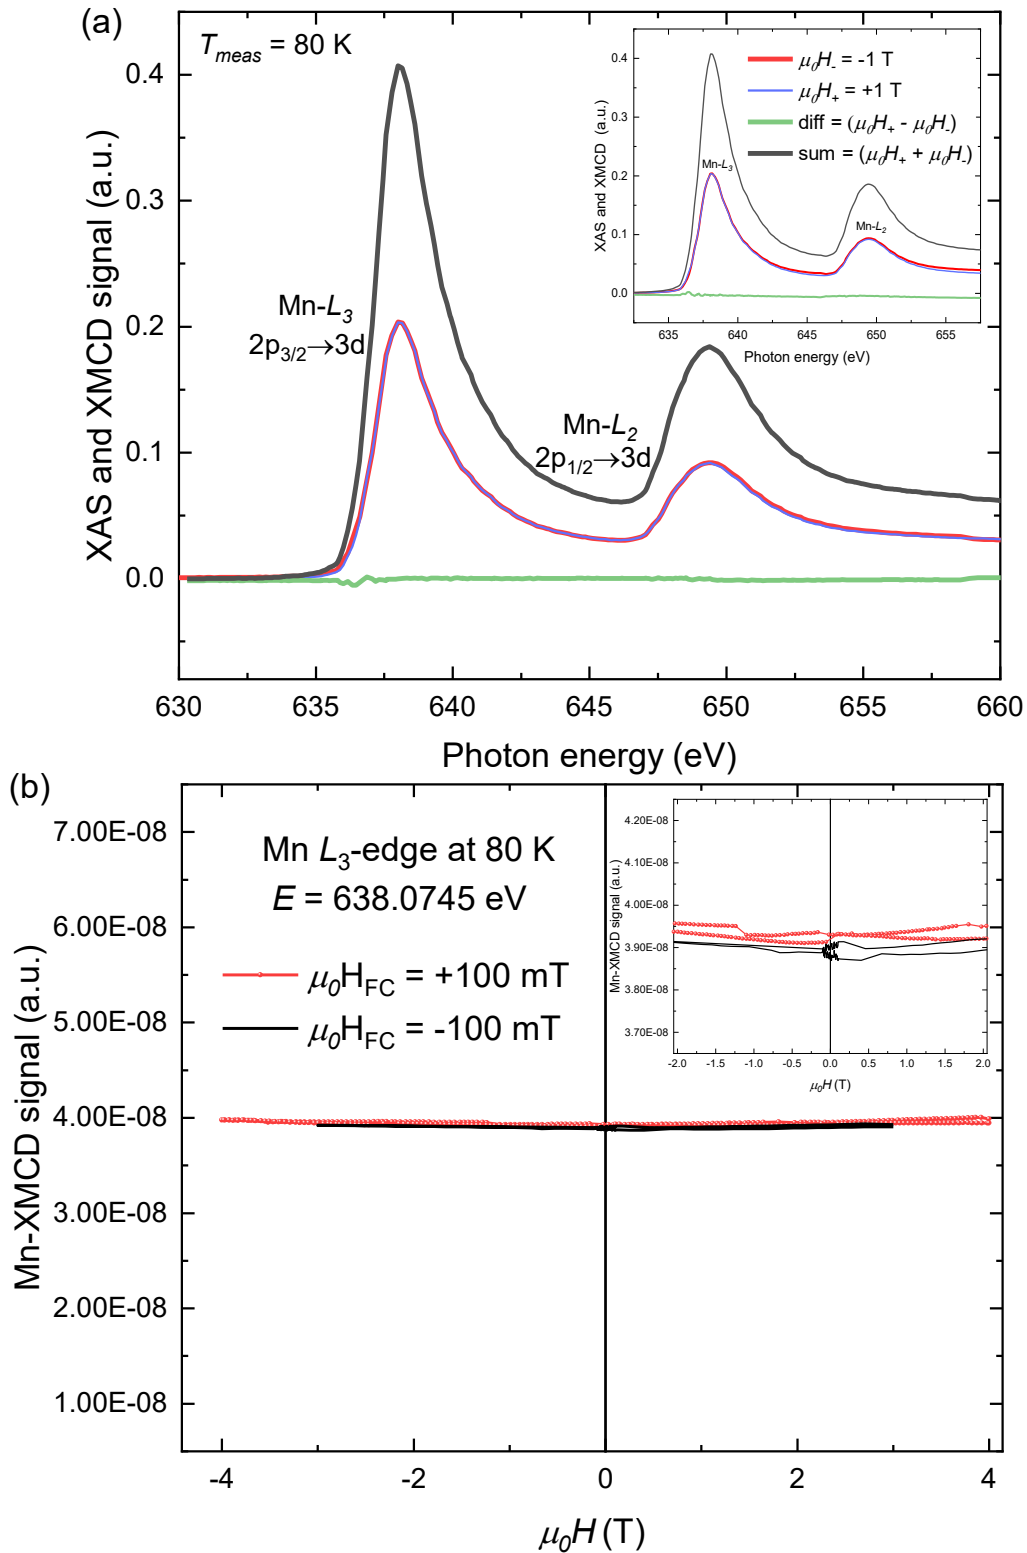 (a)
T_meas = 80 K
XAS and XMCD signal (a.u.)
0.4
0.3
0.2
0.1
0.0
Mn-L3
2p3/2→3d
Mn-L2
2p1/2→3d
630
635
640
645
650
655
660
Photon energy (eV)
XAS and XMCD (a.u.)
0.4
0.3
0.2
0.1
0.0
μ0H- = -1 T
μ0H+ = +1 T
diff = (μ0H+ - μ0H-)
sum = (μ0H+ + μ0H-)
Mn-L3
Mn-L2
635
640
645
650
655
Photon energy (eV)
(b)
Mn-XMCD signal (a.u.)
7.00E-08
6.00E-08
5.00E-08
4.00E-08
3.00E-08
2.00E-08
1.00E-08
Mn L3-edge at 80 K
E = 638.0745 eV
μ0HFC = +100 mT
μ0HFC = -100 mT
-4
-2
0
2
4
μ0H (T)
Mn-XMCD signal (a.u.)
4.20E-08
4.10E-08
4.00E-08
3.90E-08
3.80E-08
3.70E-08
-2.0
-1.5
-1.0
-0.5
0.0
0.5
1.0
1.5
2.0
μ0H (T)